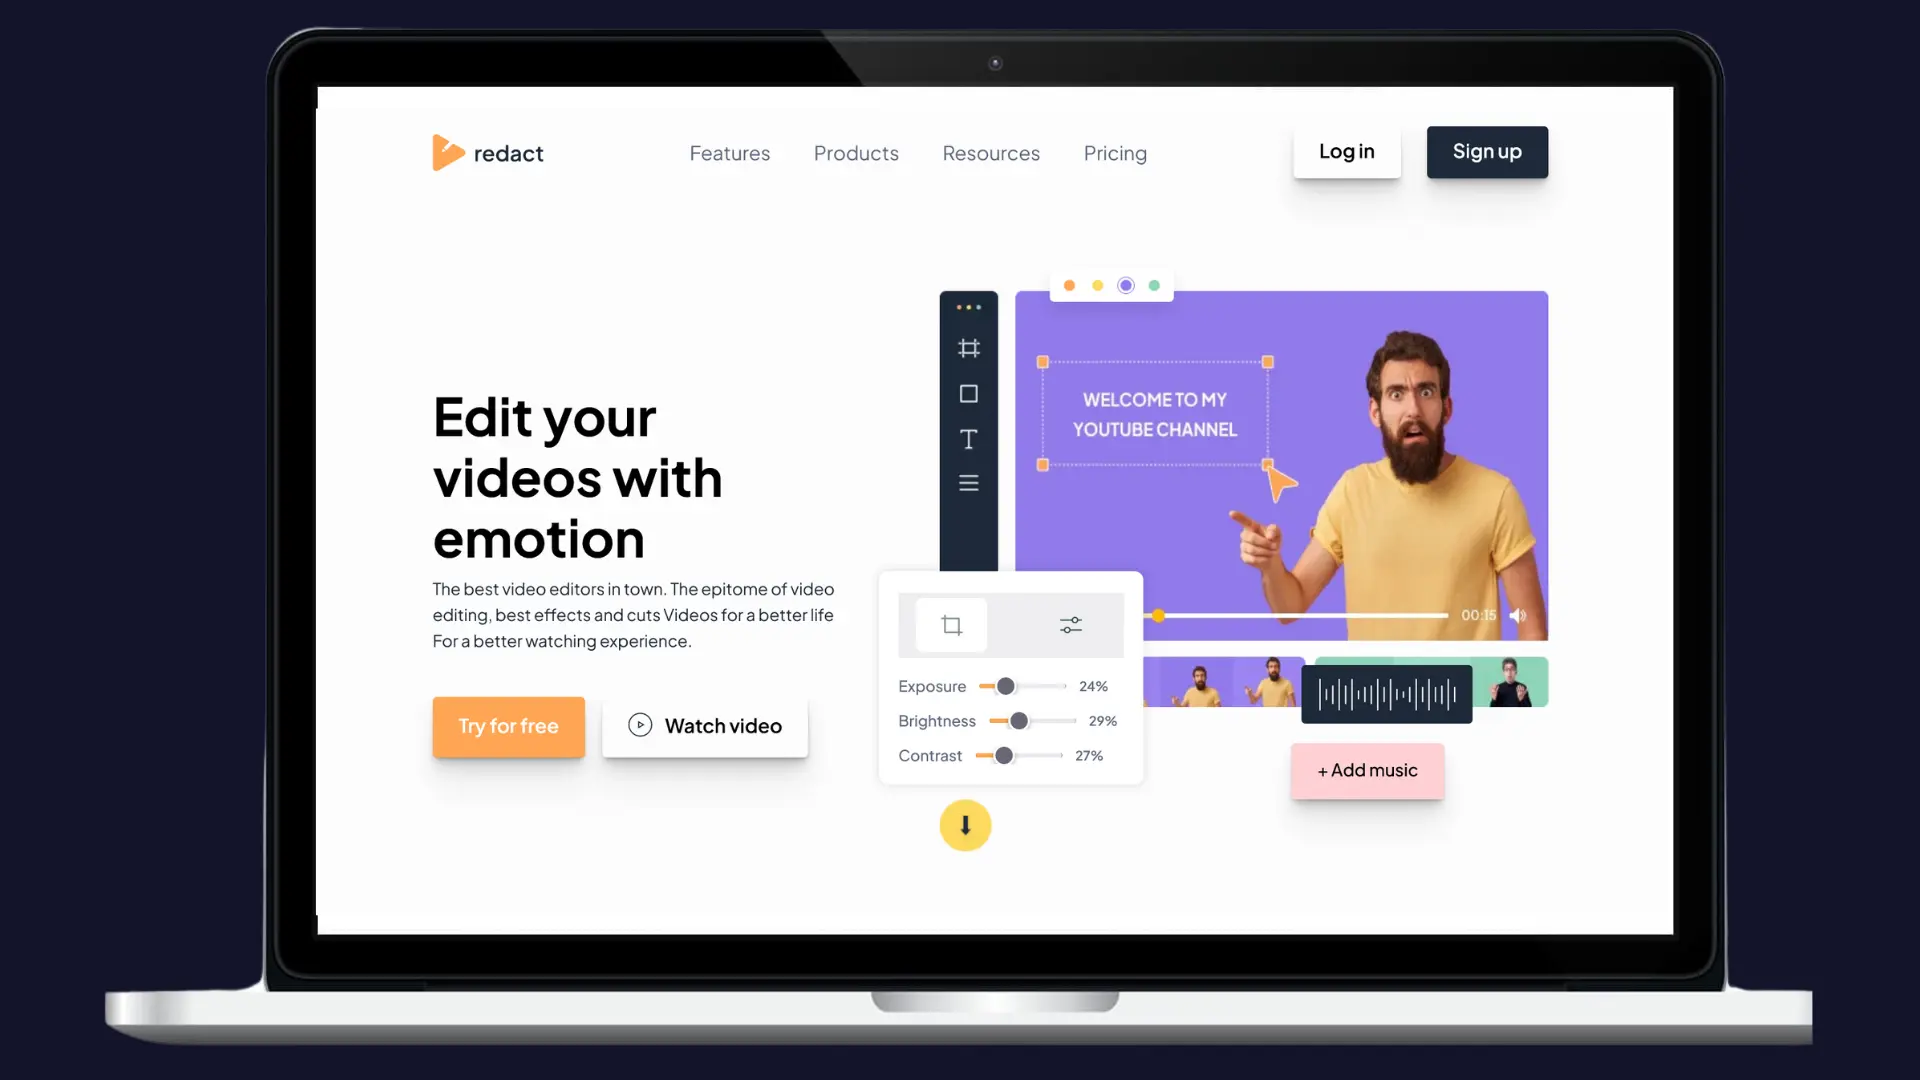 redact
Features
Products
Resources
Pricing
Log in
Sign up
Edit your
videos with
emotion
The best video editors in town. The epitome of video
editing, best effects and cuts Videos for a better life
For a better watching experience.
Try for free
Watch video
T
WELCOME TO MY
YOUTUBE CHANNEL
00:15
Exposure 24%
Brightness 29%
Contrast 27%
+ Add music